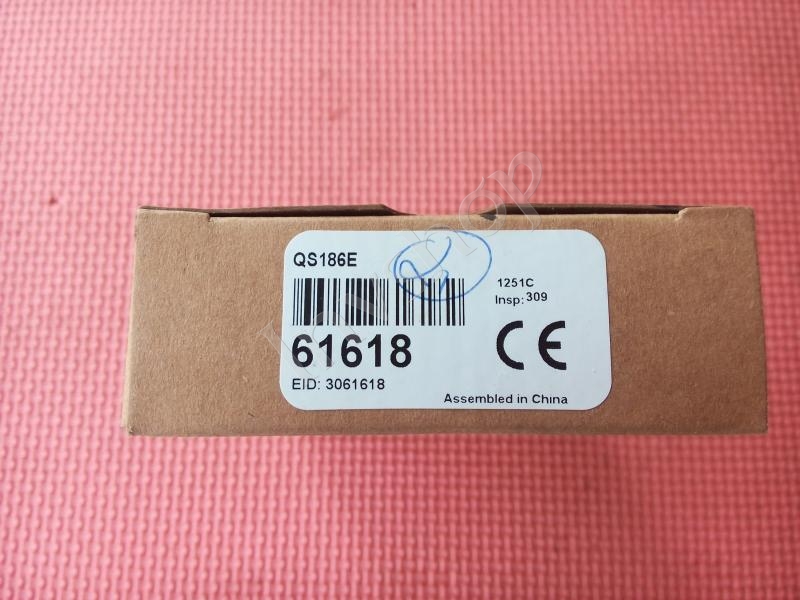 QS186E
1251C
Insp: 309
61618
CE
EID: 3061618
Assembled in China